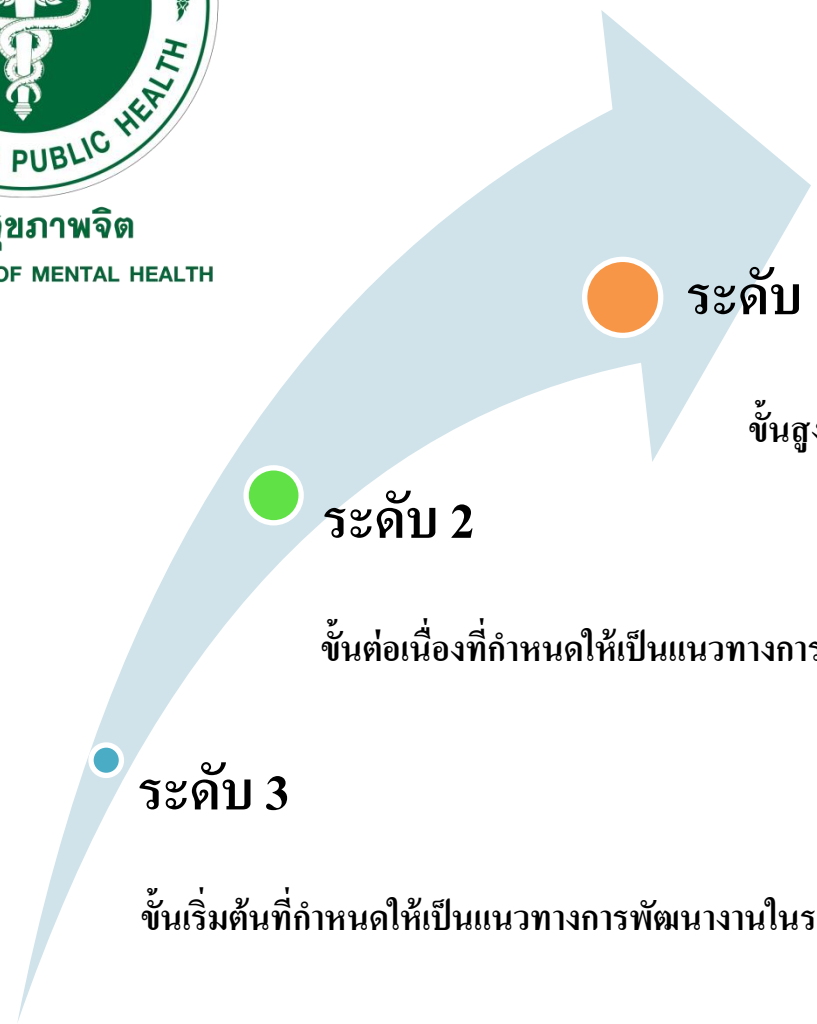 PUBLIC HEALTH
สุขภาพจิต
OF MENTAL HEALTH
ระดับ
ขั้นสูง
ระดับ 2
ขั้นต่อเนื่องที่กำหนดให้เป็นแนวทางการ
ระดับ 3
ขั้นเริ่มต้นที่กำหนดให้เป็นแนวทางการพัฒนางานในร